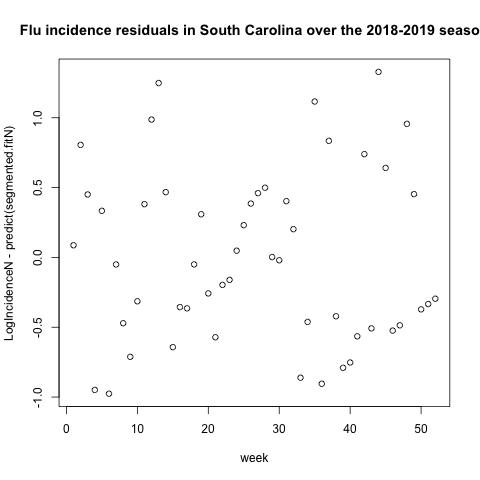 Flu incidence residuals in South Carolina over the 2018-2019 seaso
LogIncidenceN - predict(segmented.fitN)
1.0
0.5
0.0
-0.5
-1.0
0 10 20 30 40 50
week